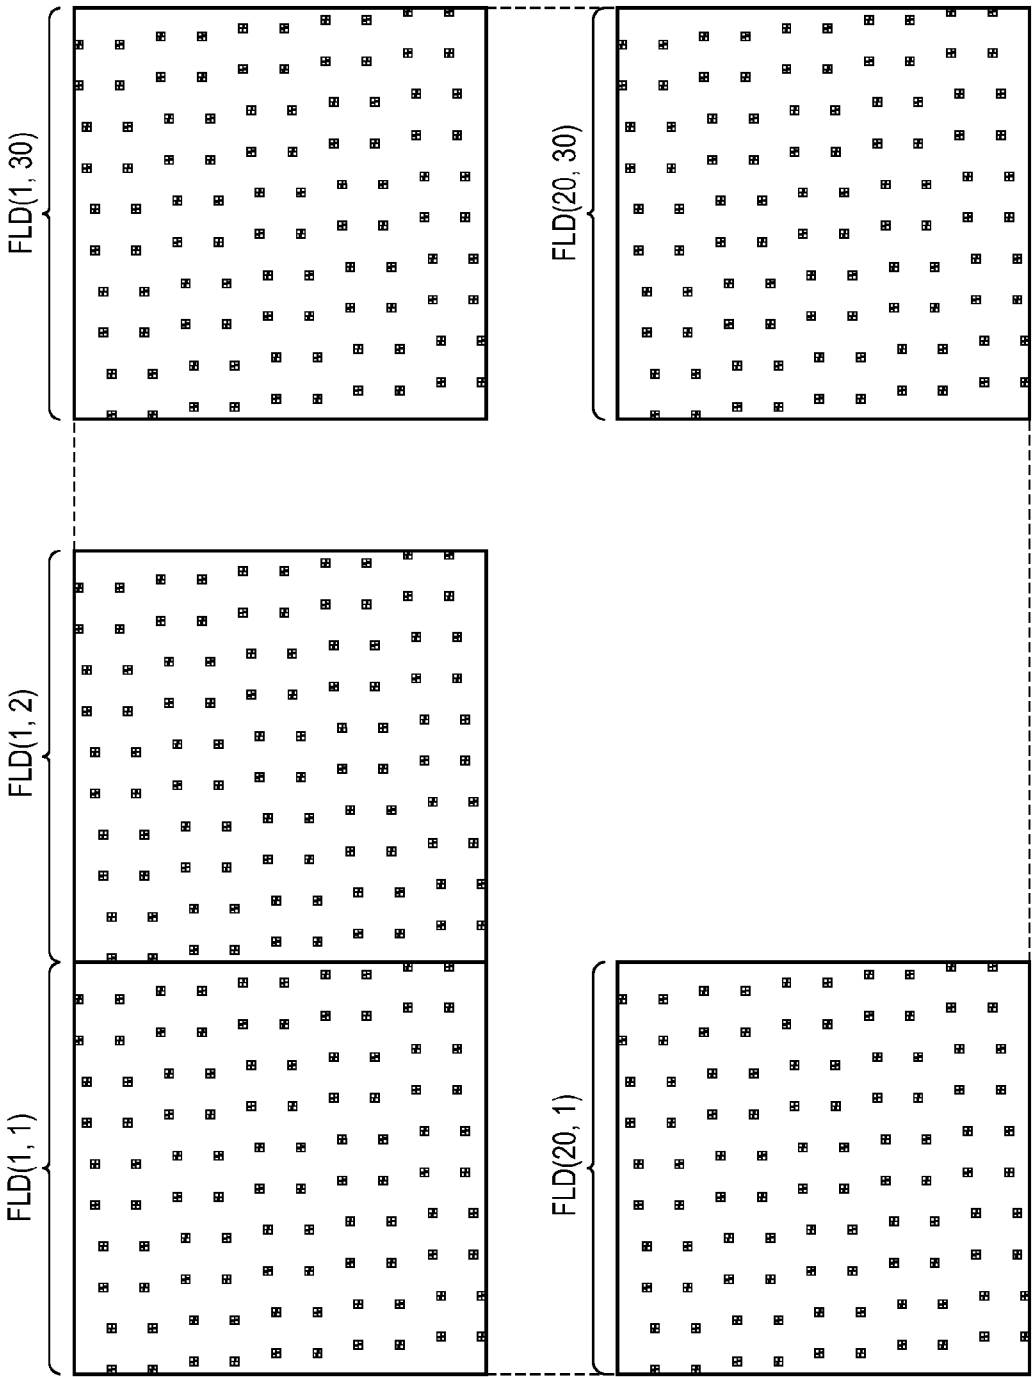 FLD(1, 1)
FLD(1, 2)
FLD(1, 30)
FLD(20, 1)
FLD(20, 30)